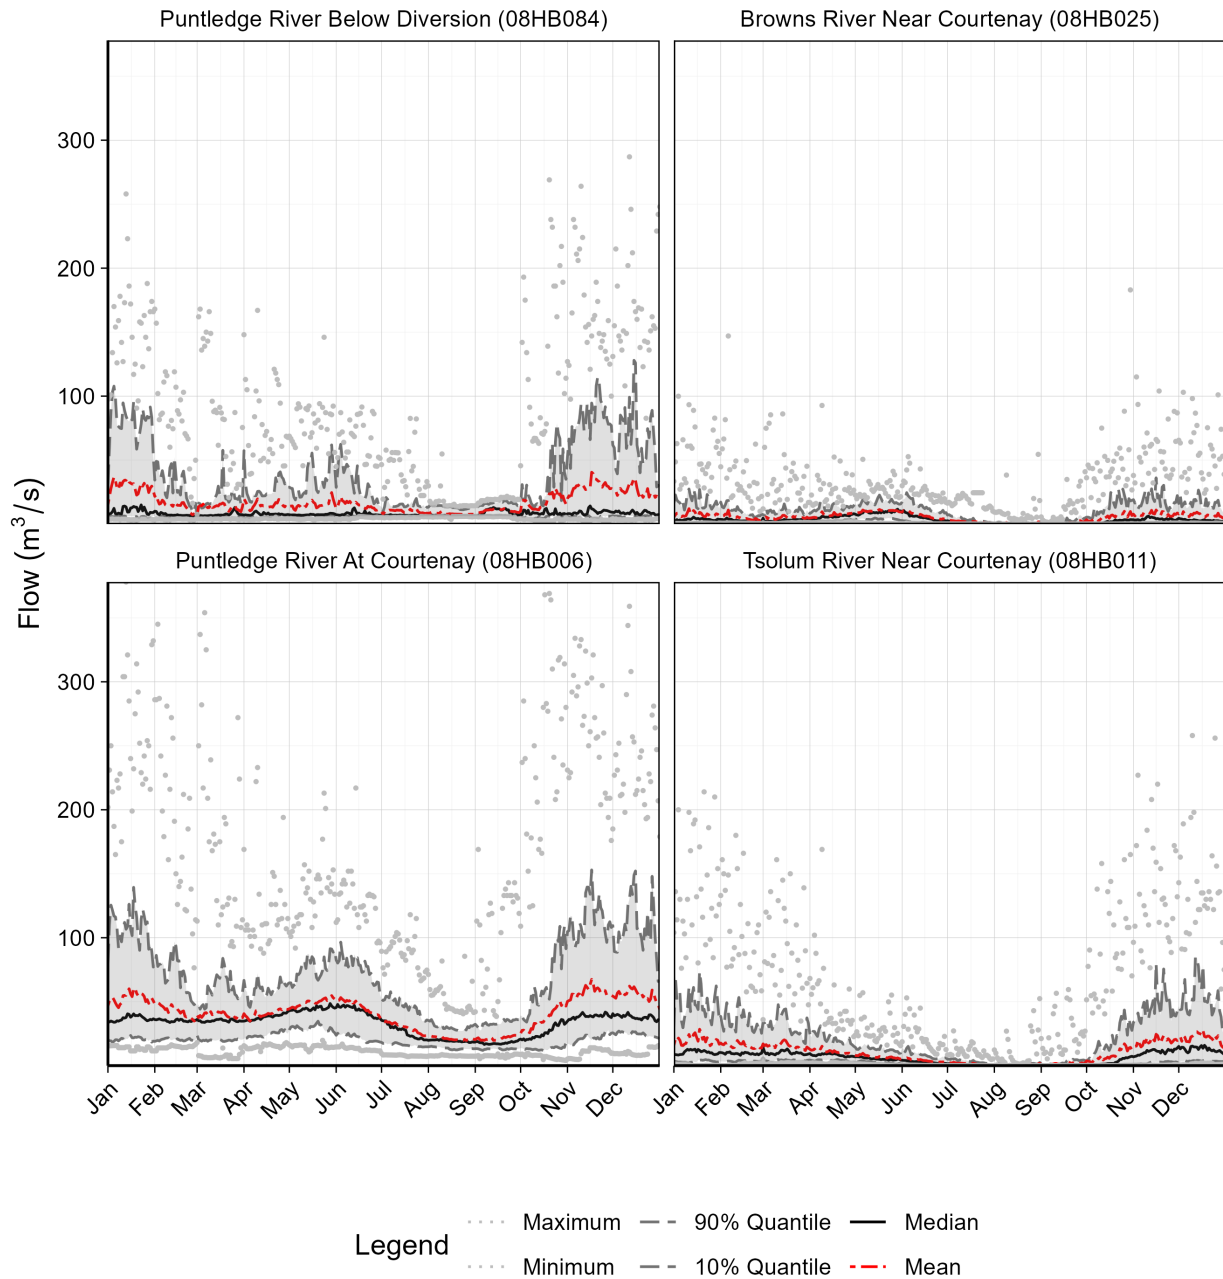 Puntledge River Below Diversion (08HB084)
Browns River Near Courtenay (08HB025)
300
200
100
Puntledge River At Courtenay (08HB006)
Tsolum River Near Courtenay (08HB011)
Flow (m³/s)
300
200
100
Jan Feb Mar Apr May Jun Jul Aug Sep Oct Nov Dec
Jan Feb Mar Apr May Jun Jul Aug Sep Oct Nov Dec
Legend
Maximum 90% Quantile Median
Minimum 10% Quantile Mean